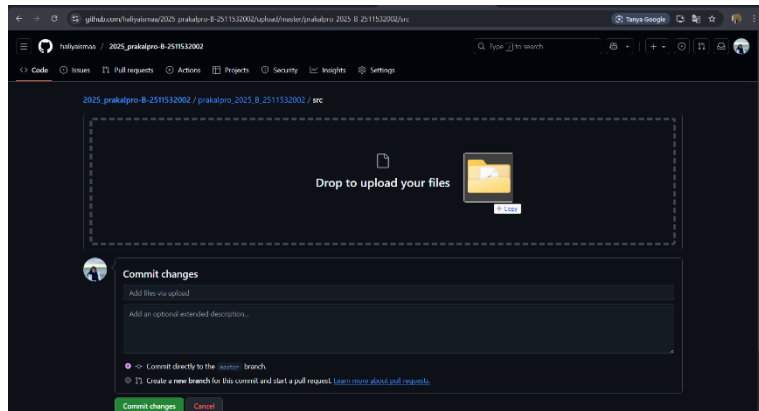 github.com/haliyaismaa/2025_prakalpro-B-2511532002/upload/master/prakalpro_2025_B_2511532002/src
Tanya Google
haliyaismaa / 2025_prakalpro-B-2511532002
Type / to search
Code Issues Pull requests Actions Projects Security Insights Settings
2025_prakalpro-B-2511532002 / prakalpro_2025_B_2511532002 / src
Drop to upload your files
+ Copy
Commit changes
Add files via upload
Add an optional extended description...
Commit directly to the master branch.
Create a new branch for this commit and start a pull request. Learn more about pull requests.
Commit changes Cancel